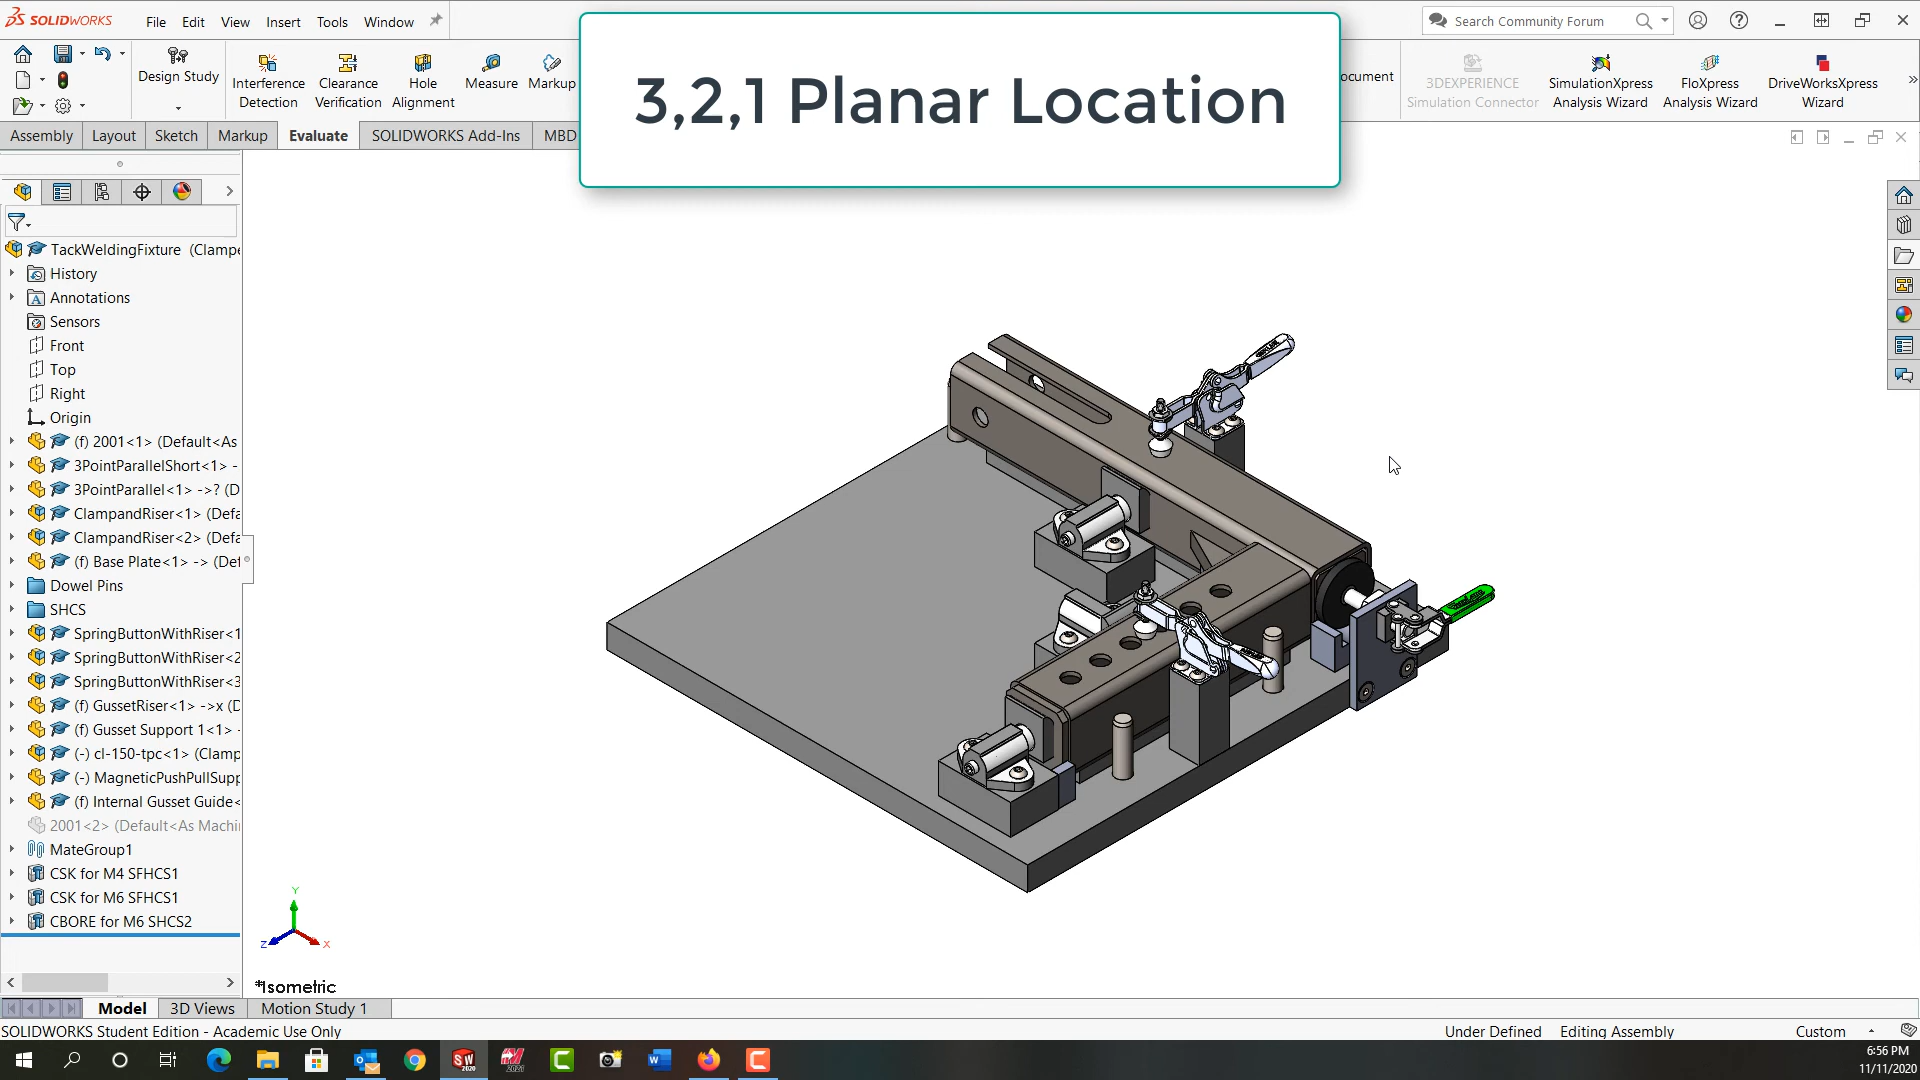 SOLIDWORKS File Edit View Insert Tools Window
Search Community Forum
3,2,1 Planar Location
Design Study
Interference Detection
Clearance Verification
Hole Alignment
Measure
Markup
ocument
3DEXPERIENCE Simulation Connector
SimulationXpress Analysis Wizard
FloXpress Analysis Wizard
DriveWorksXpress Wizard
Assembly Layout Sketch Markup Evaluate SOLIDWORKS Add-Ins MBD
TackWeldingFixture (Clampe
History
Annotations
Sensors
Front
Top
Right
Origin
(f) 2001<1> (Default<As
3PointParallelShort<1> -
3PointParallel<1> ->? (D
ClampandRiser<1> (Defa
ClampandRiser<2> (Defa
(f) Base Plate<1> -> (Def
Dowel Pins
SHCS
SpringButtonWithRiser<1
SpringButtonWithRiser<2
SpringButtonWithRiser<3
(f) GussetRiser<1> ->x (D
(f) Gusset Support 1<1> -
(-) cl-150-tpc<1> (Clamp
(-) MagneticPushPullSupp
(f) Internal Gusset Guide<
2001<2> (Default<As Machi
MateGroup1
CSK for M4 SFHCS1
CSK for M6 SFHCS1
CBORE for M6 SHCS2
Y
Z X
*Isometric
Model 3D Views Motion Study 1
SOLIDWORKS Student Edition - Academic Use Only
Under Defined Editing Assembly Custom
6:56 PM
11/11/2020